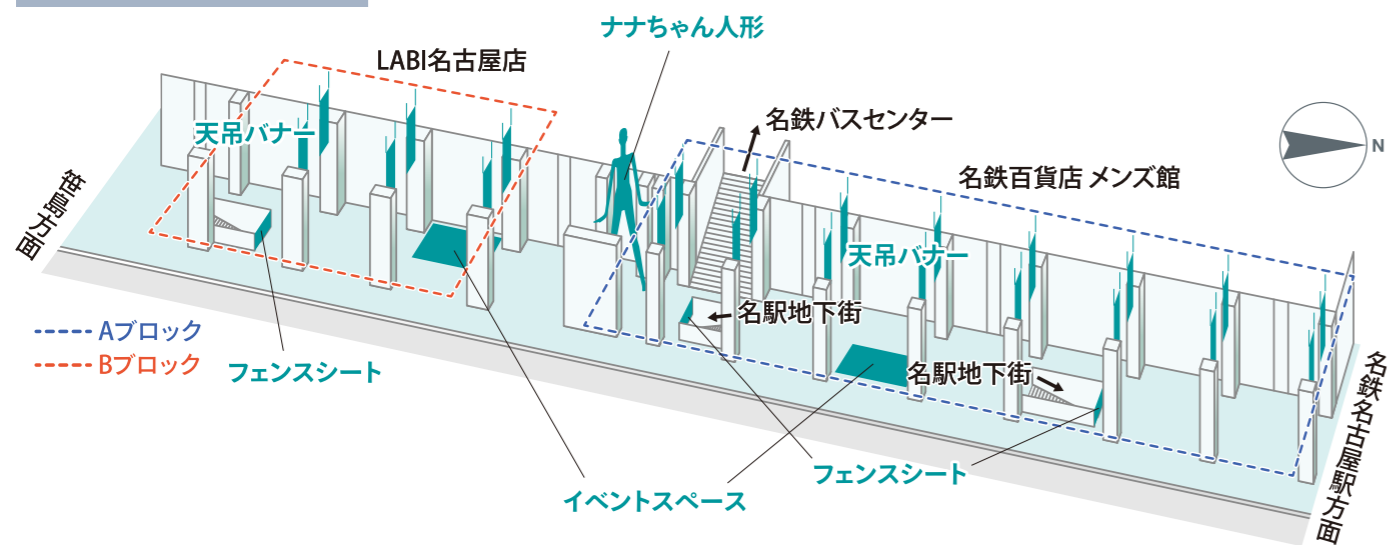 ナナちゃん人形
LABI名古屋店
名鉄バスセンター
天吊バナー
N
名鉄百貨店 メンズ館
笹島方面
天吊バナー
名駅地下街
Aブロック
Bブロック
フェンスシート
名駅地下街
名鉄名古屋駅方面
フェンスシート
イベントスペース